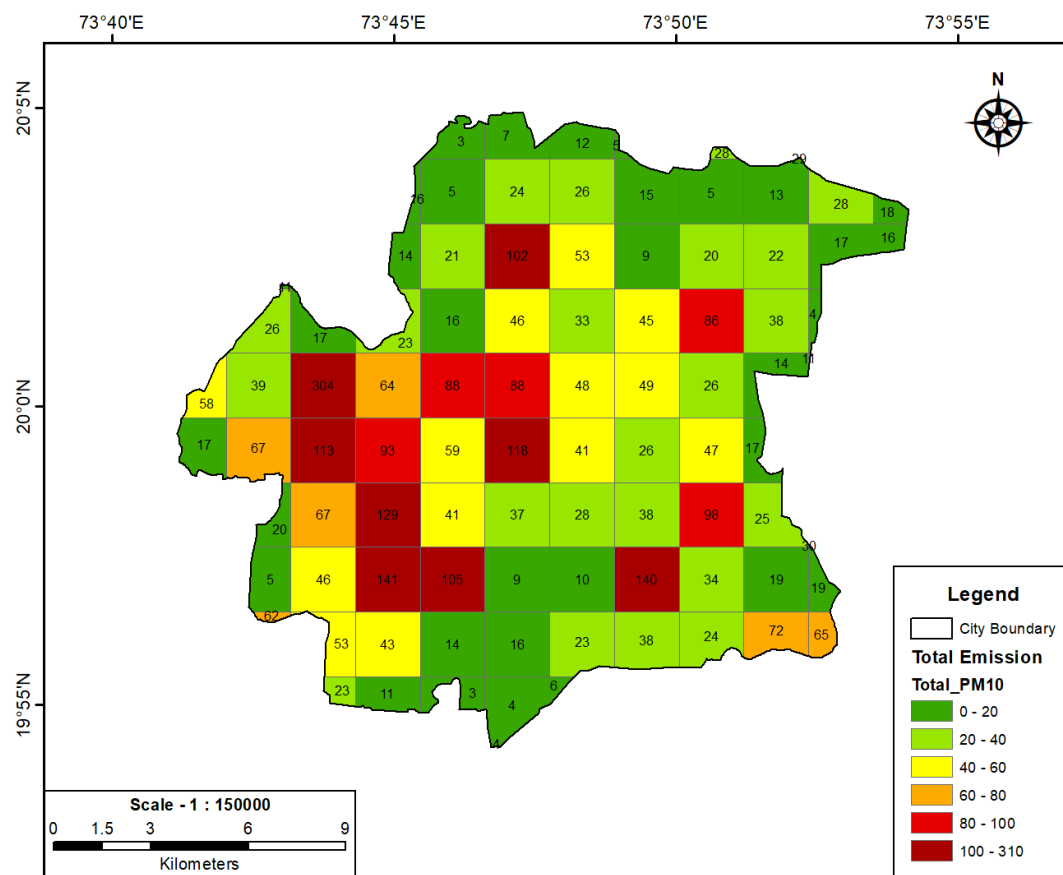 73°40'E 73°45'E 73°50'E 73°55'E
N
20°5'N
3 7 12 5 28 29
16 5 24 26 15 5 13 28 18
14 21 102 53 9 20 22 17 16
26 17 23 16 46 33 45 86 38 4
14 11
58 39 304 64 88 88 48 49 26
20°0'N
17 67 113 93 59 118 41 26 47 17
20 67 129 41 37 28 38 98 25
30
5 46 141 105 9 10 140 34 19 19
62
53 43 14 16 23 38 24 72 65
23 11 3 4 6
19°55'N
4
Legend
City Boundary
Total Emission
Total_PM10
0 - 20
20 - 40
40 - 60
60 - 80
80 - 100
100 - 310
Scale - 1 : 150000
0 1.5 3 6 9
Kilometers